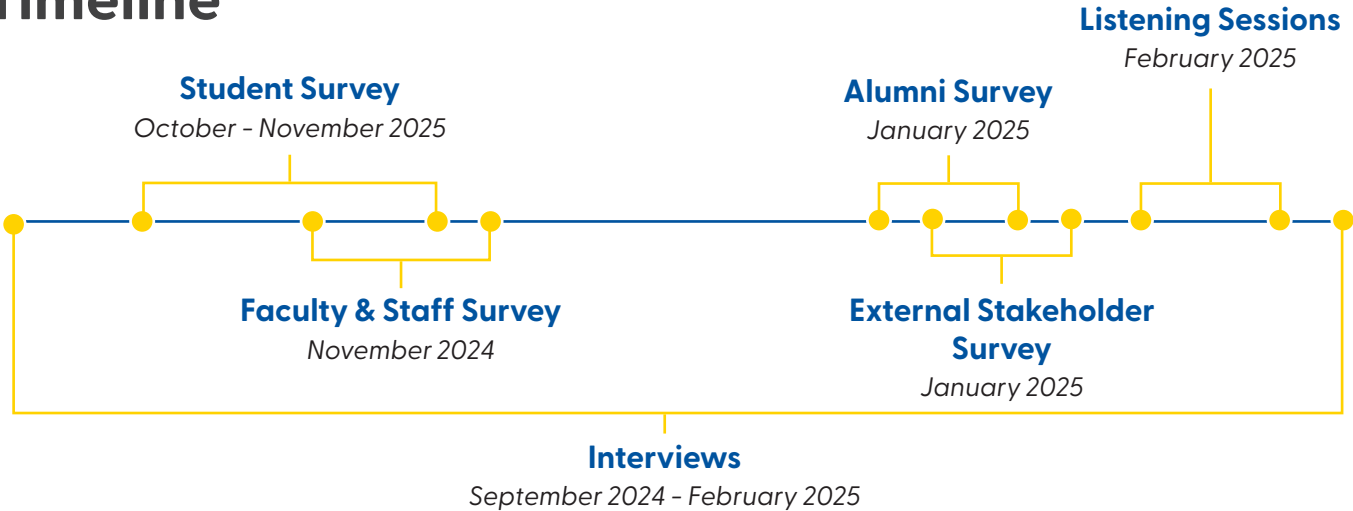 Timeline
Listening Sessions
February 2025
Student Survey
October - November 2025
Alumni Survey
January 2025
Faculty & Staff Survey
November 2024
External Stakeholder
Survey
January 2025
Interviews
September 2024 - February 2025